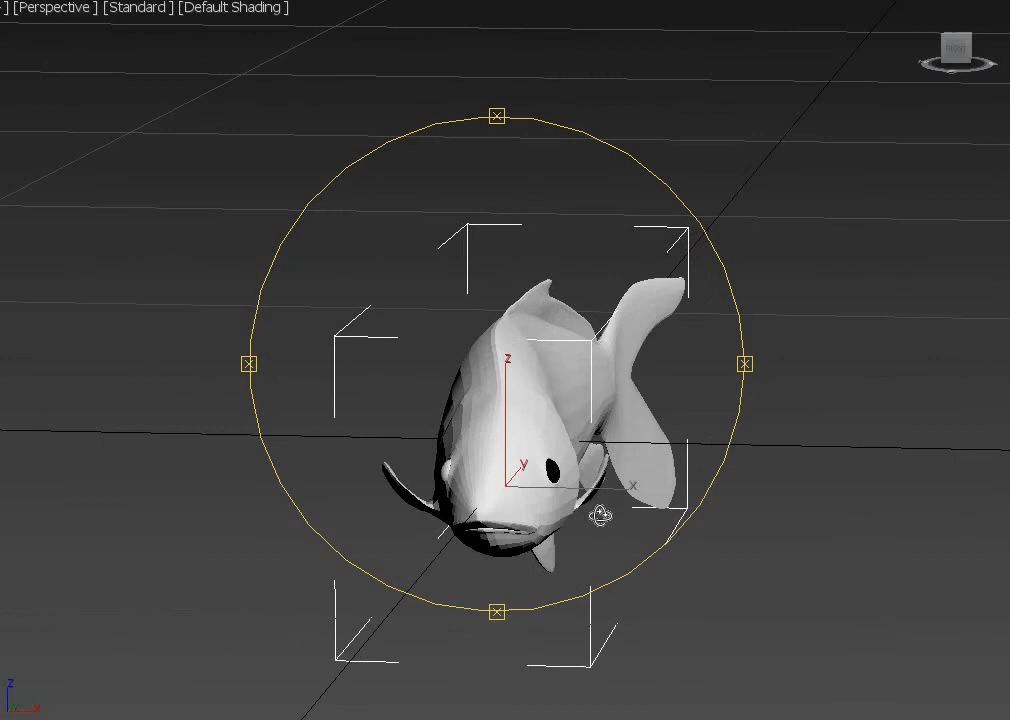 -] [Perspective ] [Standard ] [Default Shading ]
z
y
x
z
x